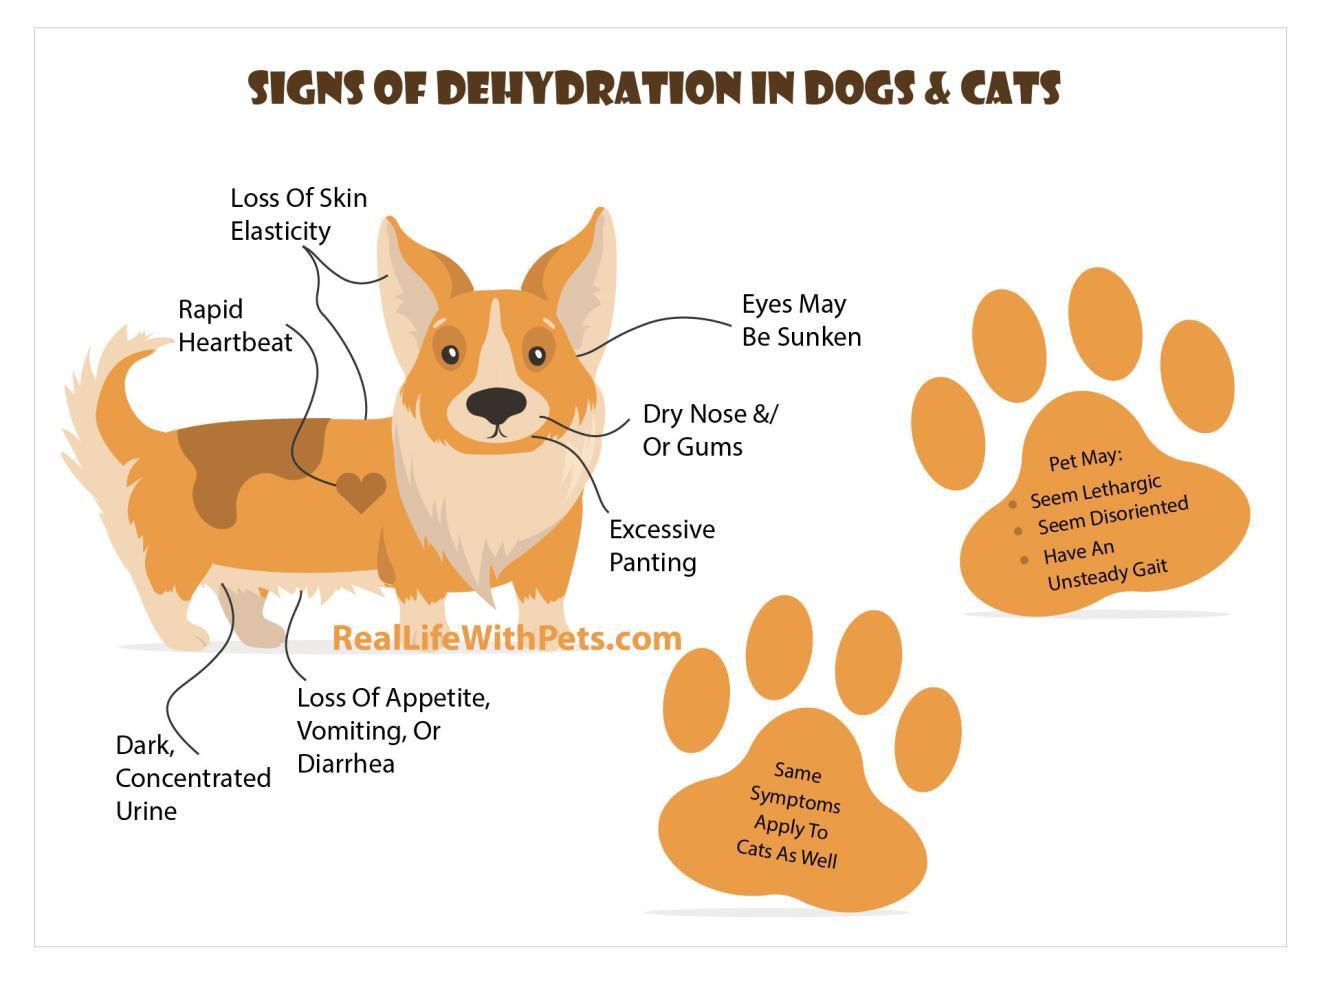 SIGNS OF DEHYDRATION IN DOGS & CATS
Loss Of Skin
Elasticity
Rapid
Heartbeat
Eyes May
Be Sunken
Dry Nose &/
Or Gums
Excessive
Panting
Pet May:
Seem Lethargic
Seem Disoriented
Have An
Unsteady Gait
RealLifeWithPets.com
Loss Of Appetite,
Vomiting, Or
Diarrhea
Dark,
Concentrated
Urine
Same
Symptoms
Apply To
Cats As Well